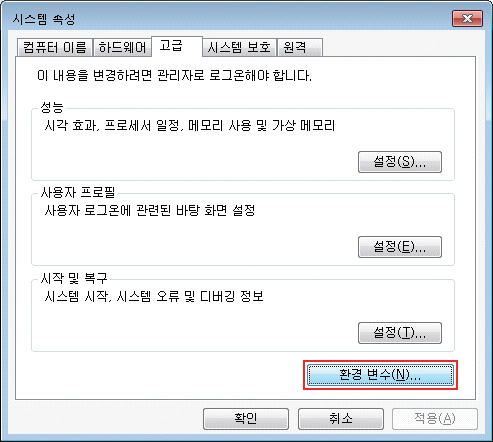 시스템 속성
컴퓨터 이름 하드웨어 고급 시스템 보호 원격
이 내용을 변경하려면 관리자로 로그온해야 합니다.
성능
시각 효과, 프로세서 일정, 메모리 사용 및 가상 메모리
설정(S)...
사용자 프로필
사용자 로그온에 관련된 바탕 화면 설정
설정(E)...
시작 및 복구
시스템 시작, 시스템 오류 및 디버깅 정보
설정(T)...
환경 변수(N)...
확인 취소 적용(A)